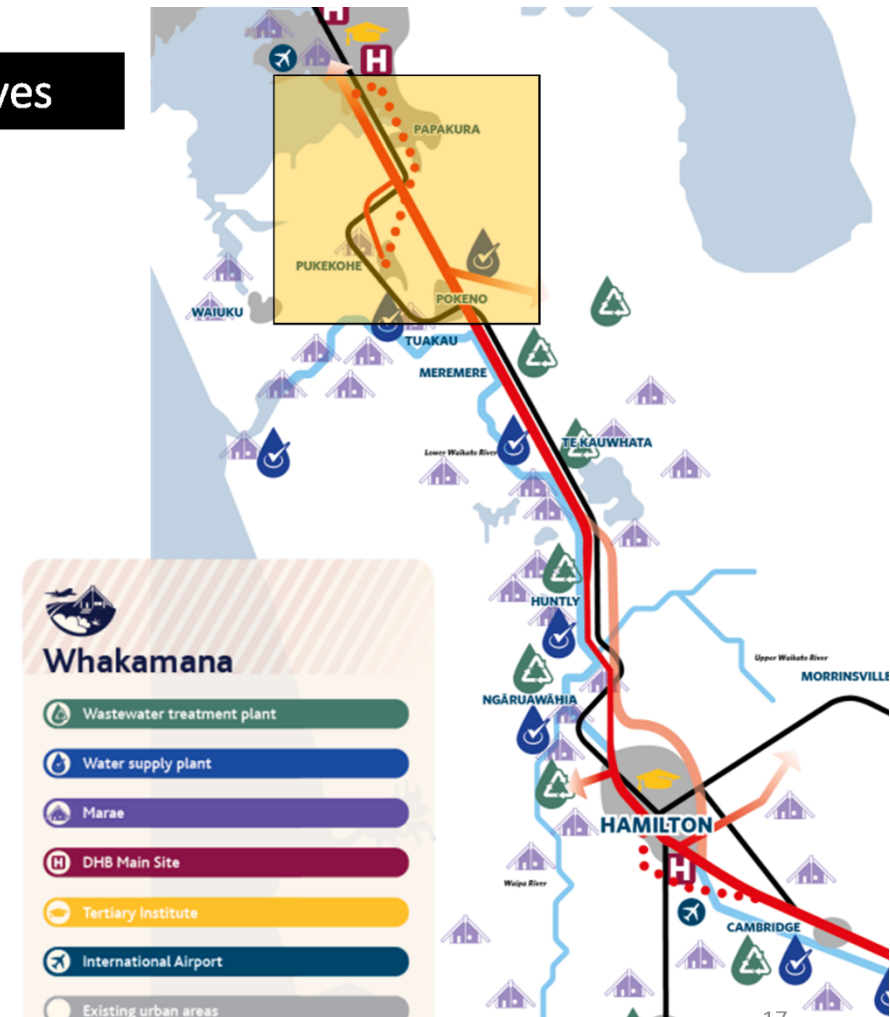 ves
H
H
PAPAKURA
PUKEKOHE
POKENO
WAIUKU
TUAKAU
MEREMERE
Lower Waikato River
TE KAUWHATA
HUNTLY
Upper Waikato River
MORRINSVILLE
NGĀRUAWĀHIA
HAMILTON
H
Waipa River
CAMBRIDGE
Whakamana
Wastewater treatment plant
Water supply plant
Marae
H DHB Main Site
Tertiary Institute
International Airport
Existing urban areas
17